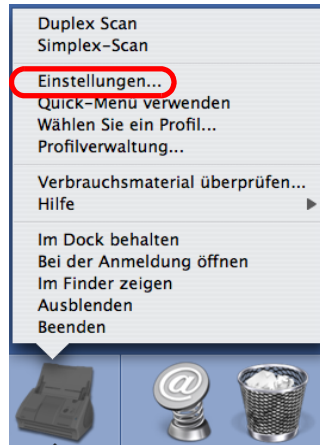 Duplex Scan
Simplex-Scan
Einstellungen...
Quick-Menü verwenden
Wählen Sie ein Profil...
Profilverwaltung...
Verbrauchsmaterial überprüfen...
Hilfe
Im Dock behalten
Bei der Anmeldung öffnen
Im Finder zeigen
Ausblenden
Beenden
@